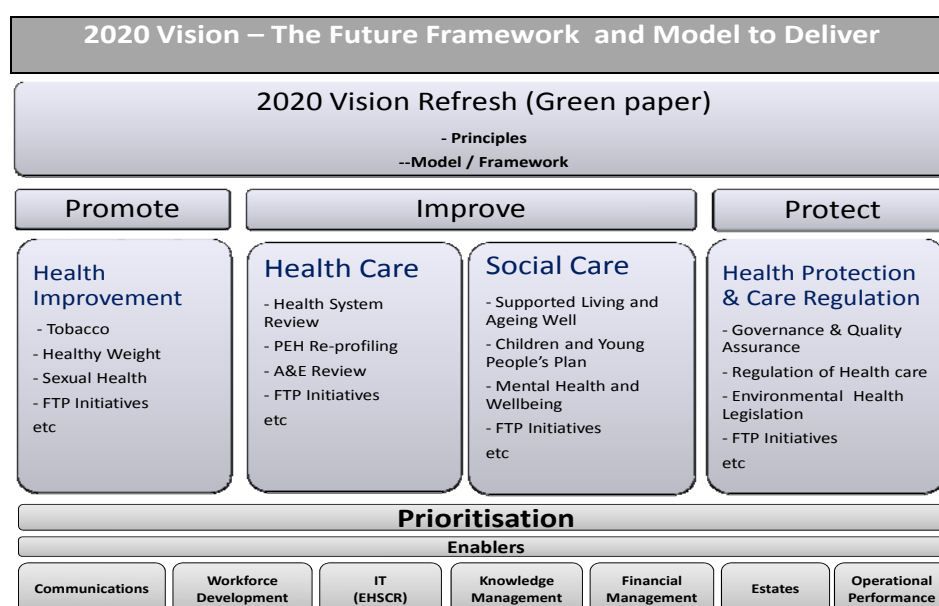 2020 Vision – The Future Framework and Model to Deliver
2020 Vision Refresh (Green paper)
- Principles
--Model / Framework
Promote
Improve
Protect
Health
Improvement
- Tobacco
- Healthy Weight
- Sexual Health
- FTP Initiatives
etc
Health Care
- Health System
Review
- PEH Re-profiling
- A&E Review
- FTP Initiatives
etc
Social Care
- Supported Living and
Ageing Well
- Children and Young
People's Plan
- Mental Health and
Wellbeing
- FTP Initiatives
etc
Health Protection
& Care Regulation
- Governance & Quality
Assurance
- Regulation of Health care
- Environmental Health
Legislation
- FTP Initiatives
etc
Prioritisation
Enablers
Communications
Workforce
Development
IT
(EHSCR)
Knowledge
Management
Financial
Management
Estates
Operational
Performance